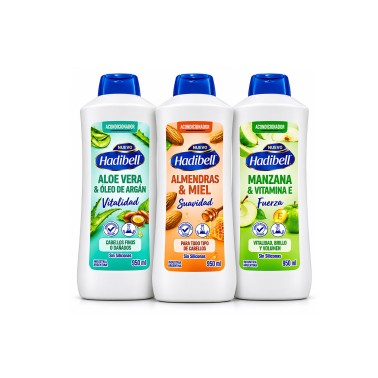 ACONDICIONADOR
NUEVO
Hadibell
ALOE VERA
& ÓLEO DE ARGÁN
Vitalidad
CABELLOS FINOS
O DAÑADOS
Sin Siliconas
950 ml
ACONDICIONADOR
NUEVO
Hadibell
ALMENDRAS
& MIEL
Suavidad
PARA TODO TIPO
DE CABELLOS
Sin Siliconas
950 ml
ACONDICIONADOR
NUEVO
Hadibell
MANZANA
& VITAMINA E
Fuerza
E
VITALIDAD, BRILLO
Y VOLUMEN
Sin Siliconas
950 ml